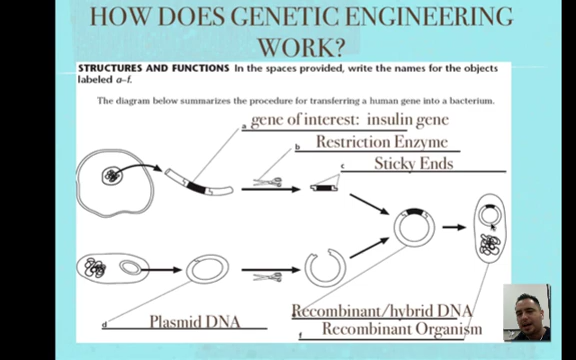 HOW DOES GENETIC ENGINEERING
WORK?
STRUCTURES AND FUNCTIONS In the spaces provided, write the names for the objects
labeled a–f.
The diagram below summarizes the procedure for transferring a human gene into a bacterium.
a gene of interest: insulin gene
b Restriction Enzyme
c Sticky Ends
d Plasmid DNA
Recombinant/hybrid DNA
f Recombinant Organism